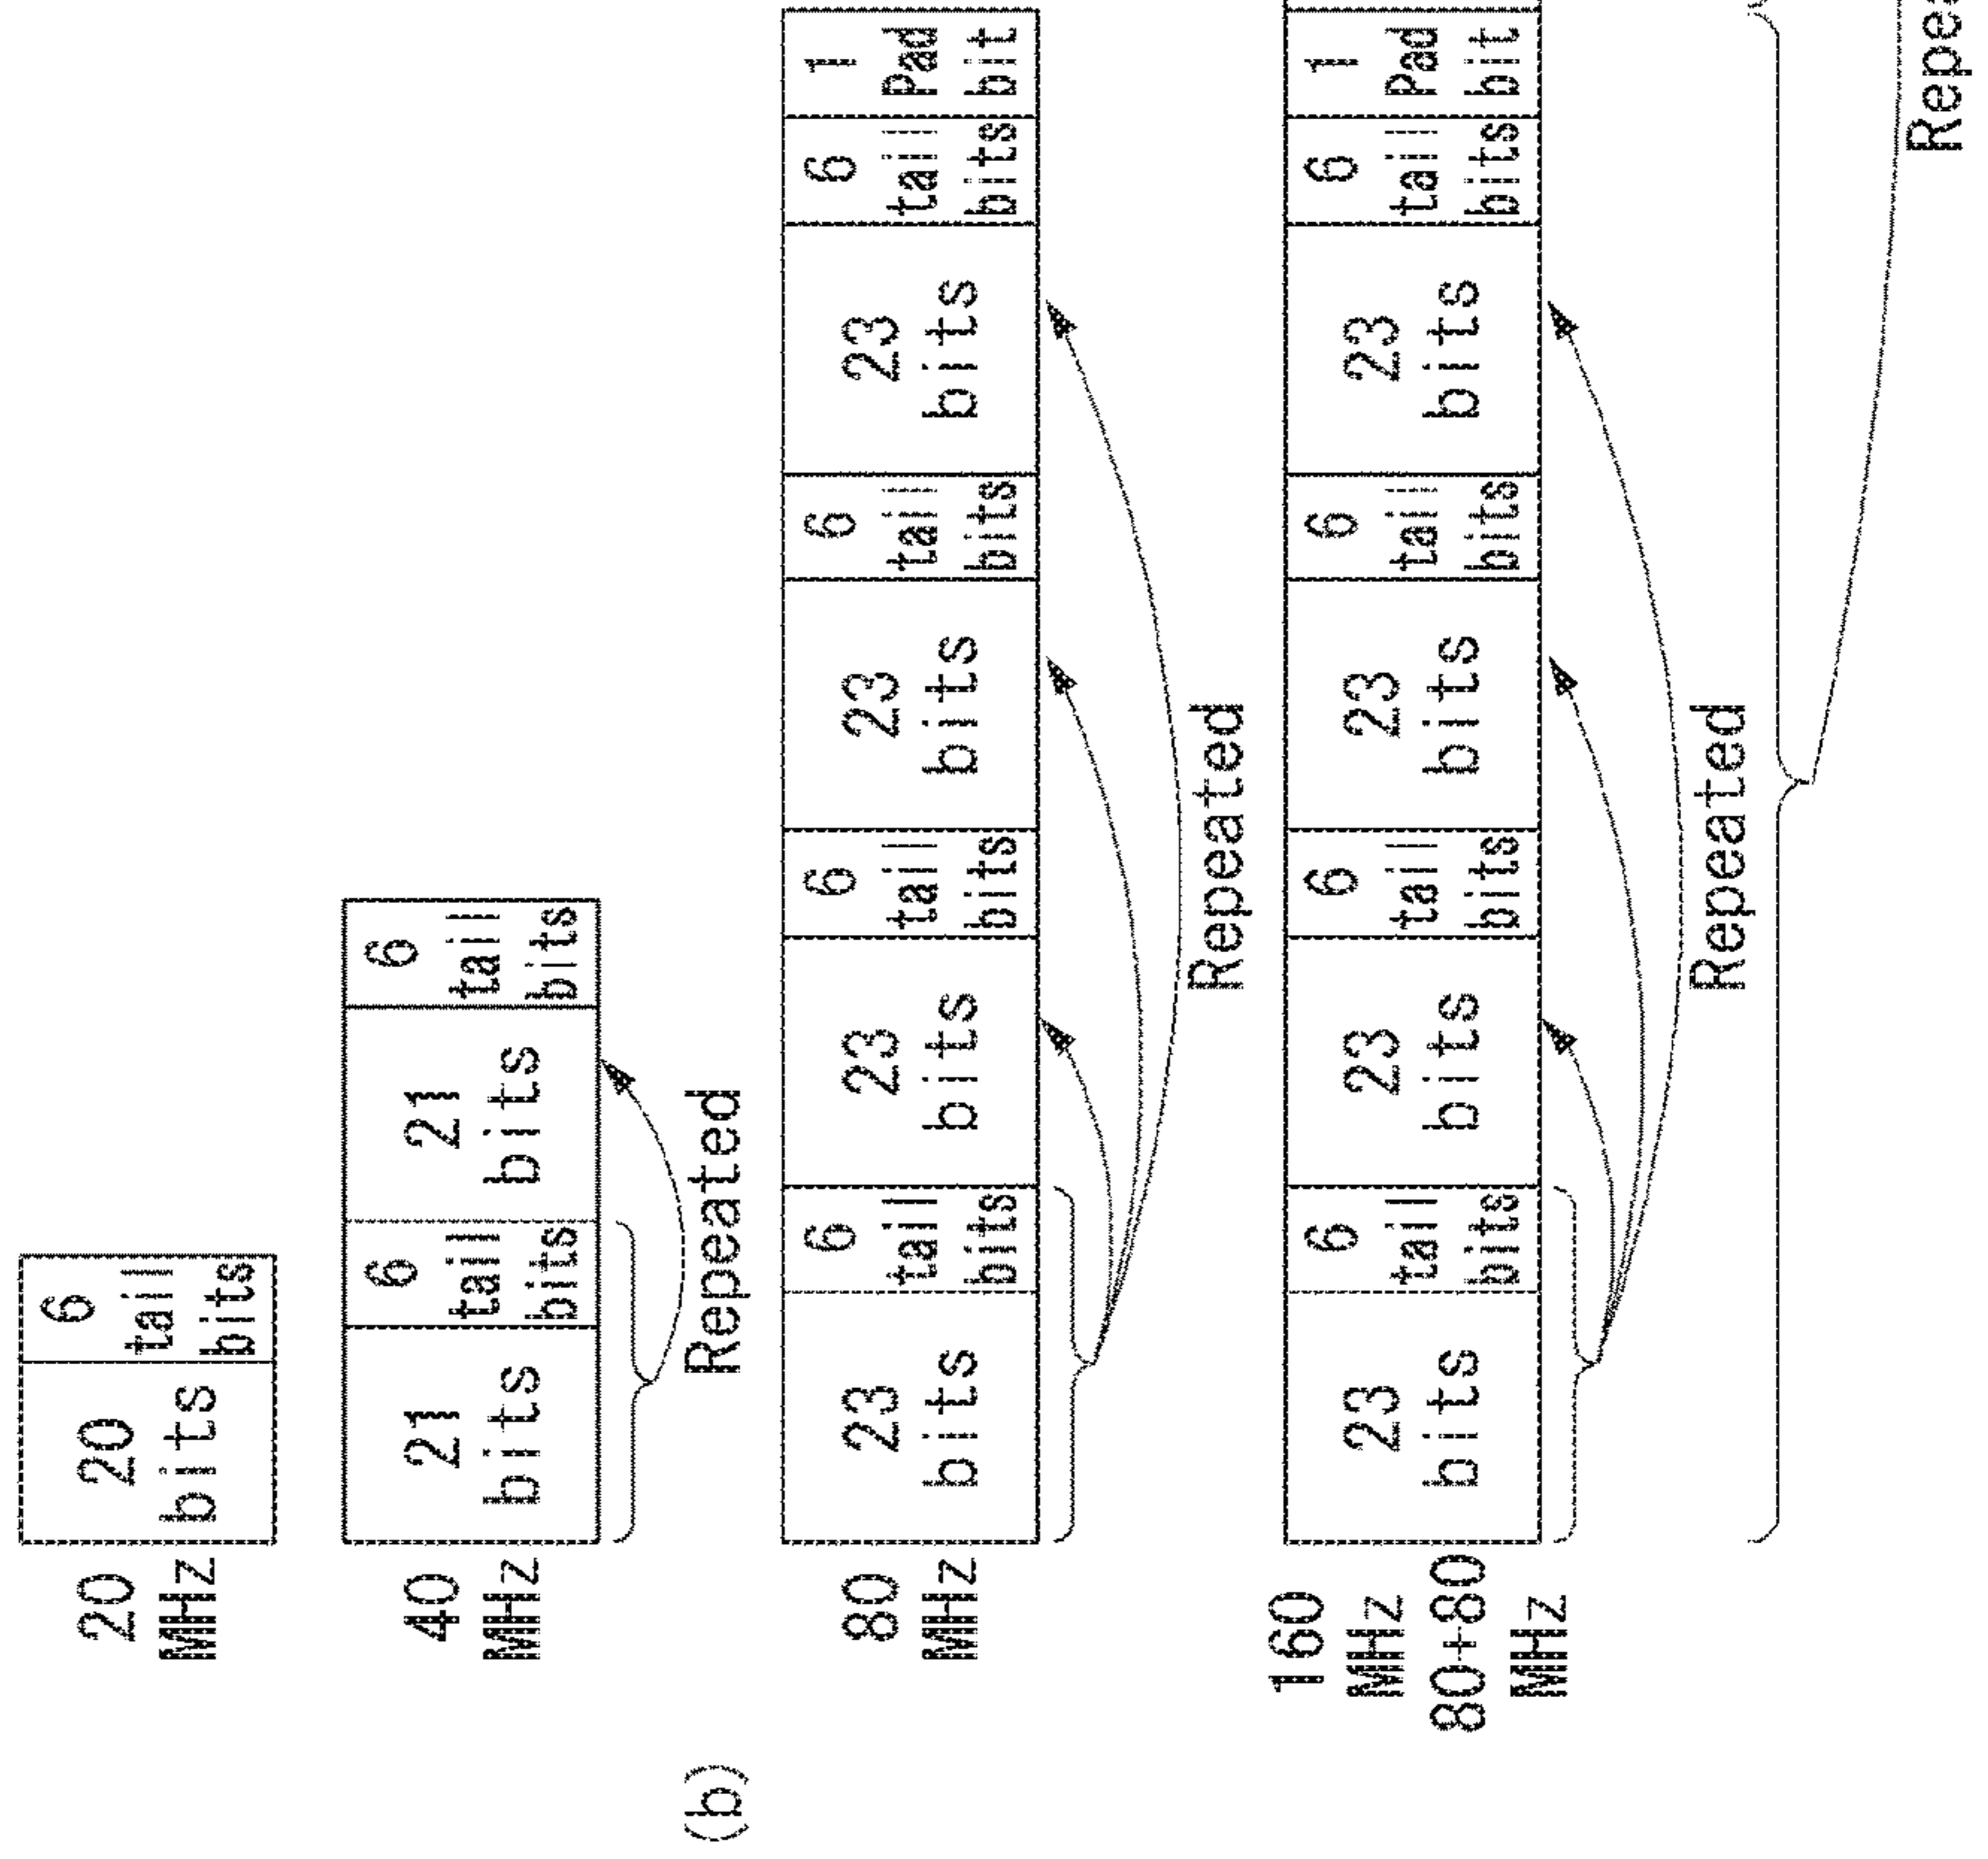 20
MHz
20
bits
6
tail
bits
40
MHz
21
bits
6
tail
bits
21
bits
6
tail
bits
Repeated
(b)
80
MHz
23
bits
6
tail
bits
23
bits
6
tail
bits
23
bits
6
tail
bits
23
bits
6
tail
bits
1
Pad
bit
Repeated
160
MHz
80+80
MHz
23
bits
6
tail
bits
23
bits
6
tail
bits
23
bits
6
tail
bits
23
bits
6
tail
bits
1
Pad
bit
Repeated